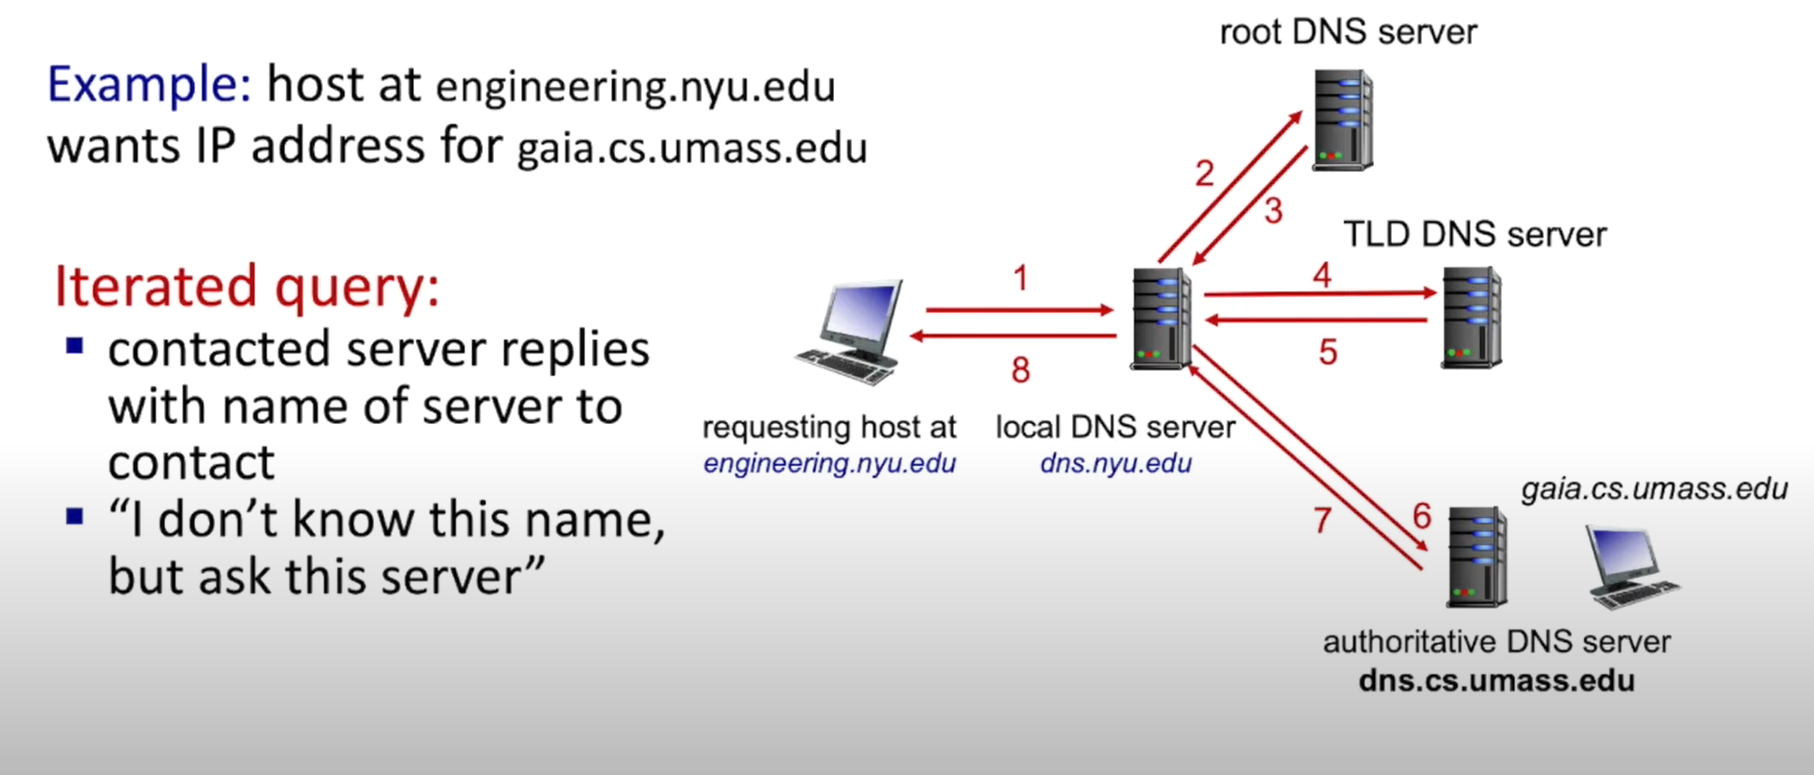 Example: host at engineering.nyu.edu
wants IP address for gaia.cs.umass.edu
Iterated query:
▪ contacted server replies
with name of server to
contact
▪ “I don’t know this name,
but ask this server”
root DNS server
2
3
TLD DNS server
1
4
8
5
requesting host at
engineering.nyu.edu
local DNS server
dns.nyu.edu
7
6
gaia.cs.umass.edu
authoritative DNS server
dns.cs.umass.edu